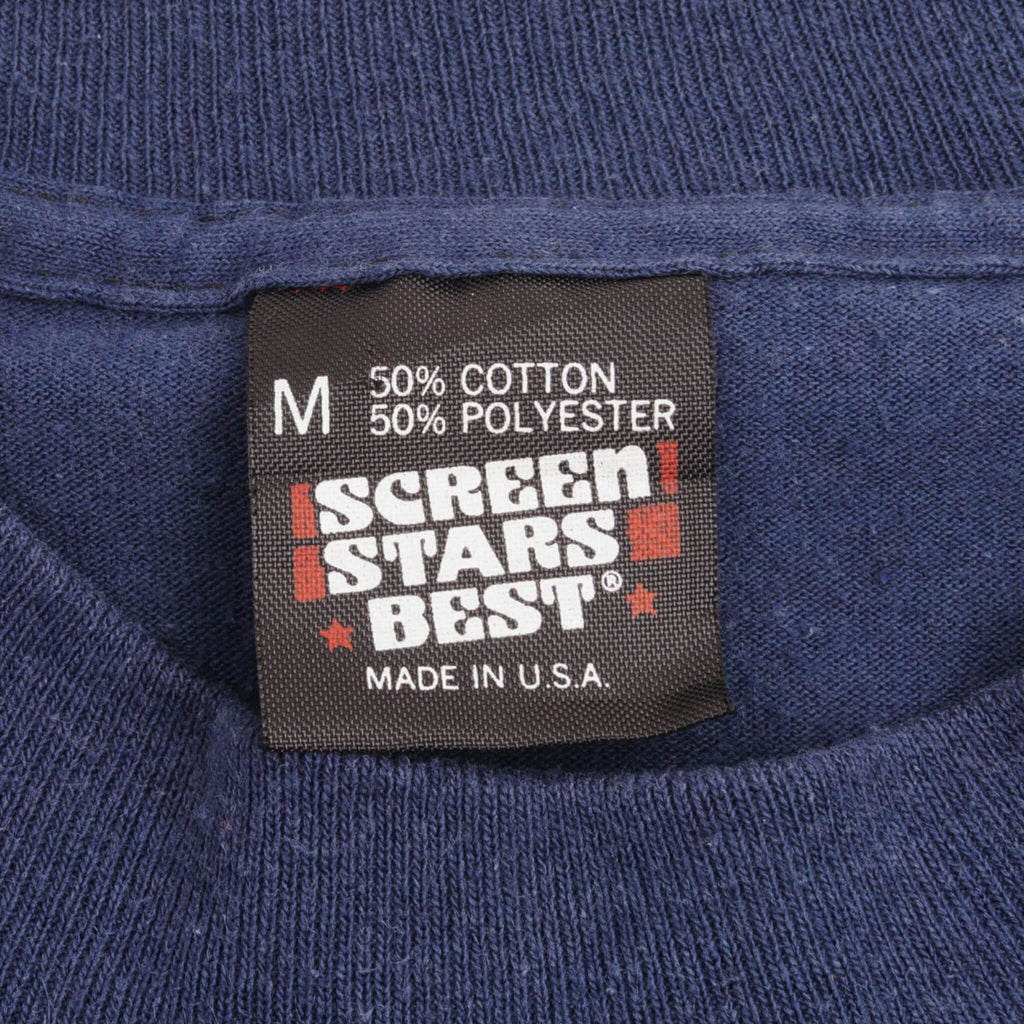 M 50% COTTON
50% POLYESTER
SCREEN
STARS
BEST®
MADE IN U.S.A.